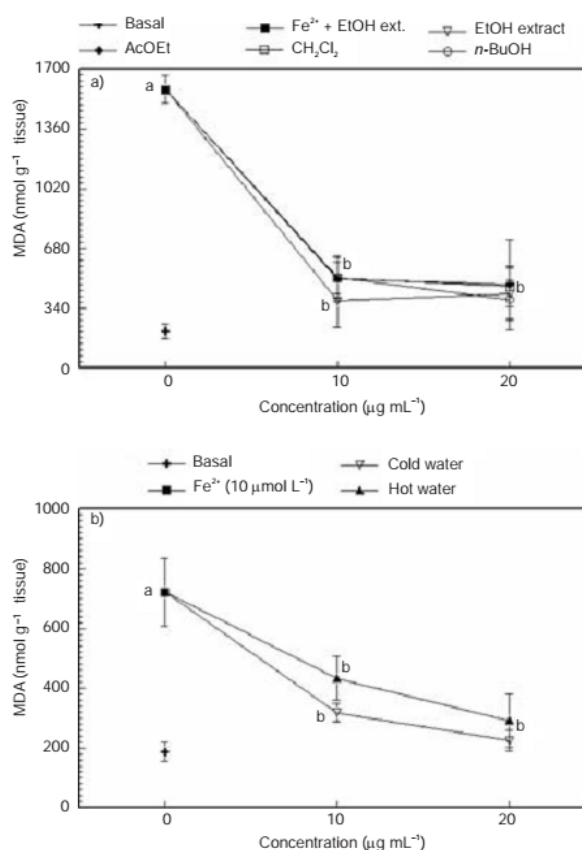 Basal Fe²⁺ + EtOH ext. EtOH extract
AcOEt CH₂Cl₂ n-BuOH
a)
MDA (nmol g⁻¹ tissue)
1700
1360
1020
680
340
0
a
b
b
b
0 10 20
Concentration (μg mL⁻¹)
Basal Cold water
Fe²⁺ (10 μmol L⁻¹) Hot water
b)
MDA (nmol g⁻¹ tissue)
1000
800
600
400
200
0
a
b
b
b
0 10 20
Concentration (μg mL⁻¹)